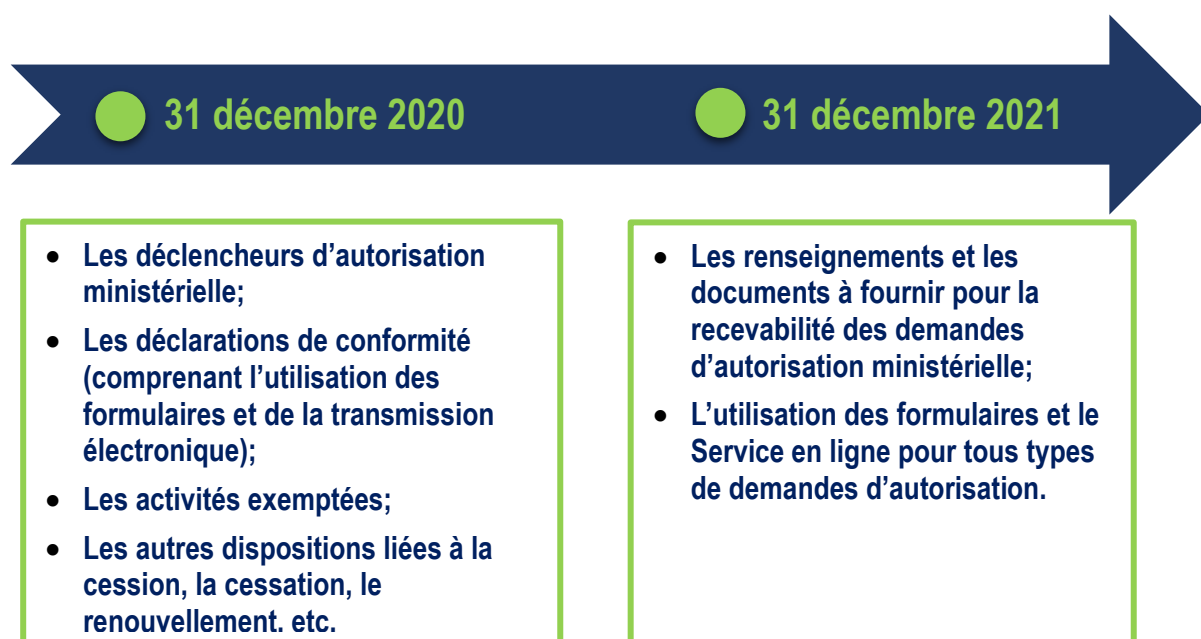 31 décembre 2020
31 décembre 2021
• Les déclencheurs d’autorisation
ministérielle;
• Les déclarations de conformité
(comprenant l’utilisation des
formulaires et de la transmission
électronique);
• Les activités exemptées;
• Les autres dispositions liées à la
cession, la cessation, le
renouvellement. etc.
• Les renseignements et les
documents à fournir pour la
recevabilité des demandes
d’autorisation ministérielle;
• L’utilisation des formulaires et le
Service en ligne pour tous types
de demandes d’autorisation.